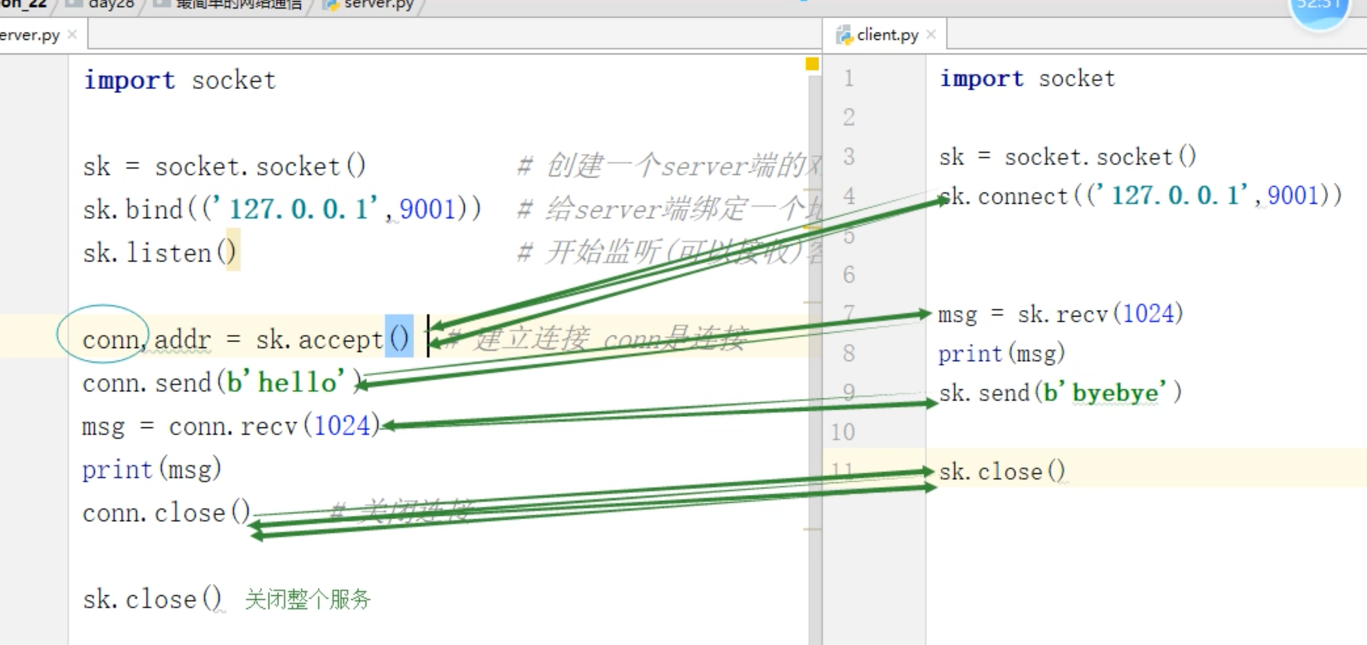 day28 最简单的网络通信 server.py
erver.py
import socket
sk = socket.socket() # 创建一个server端的
sk.bind(('127.0.0.1',9001)) # 给server端绑定一个
sk.listen() # 开始监听(可以接收)
conn,addr = sk.accept() # 建立连接 conn是连接
conn.send(b'hello')
msg = conn.recv(1024)
print(msg)
conn.close() # 关闭连接
sk.close() 关闭整个服务
52:51
client.py
1 import socket
2
3 sk = socket.socket()
4 sk.connect(('127.0.0.1',9001))
5
6
7 msg = sk.recv(1024)
8 print(msg)
9 sk.send(b'byebye')
10
11 sk.close()